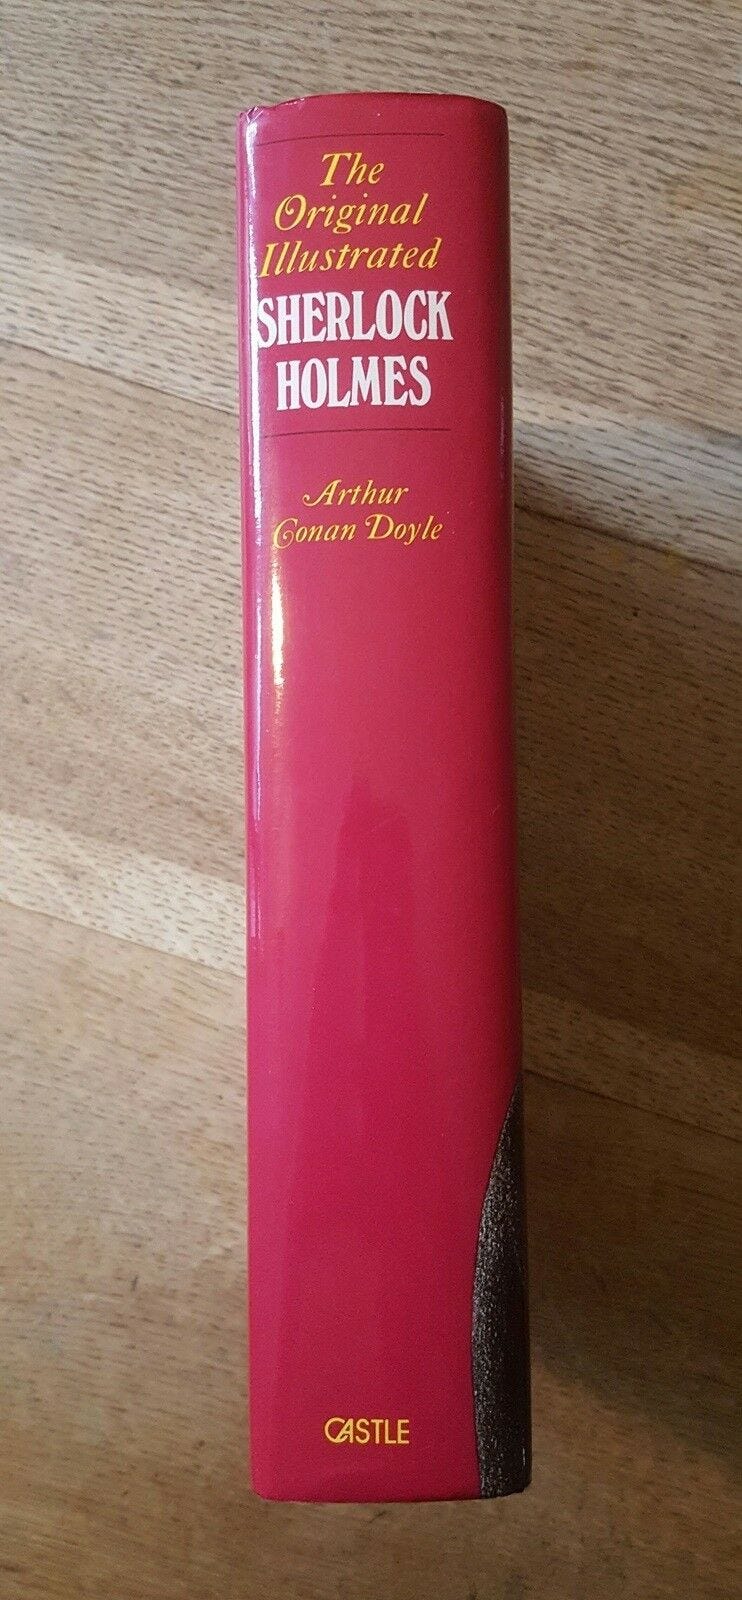 The
Original
Illustrated
SHERLOCK
HOLMES
Arthur
Conan Doyle
CASTLE